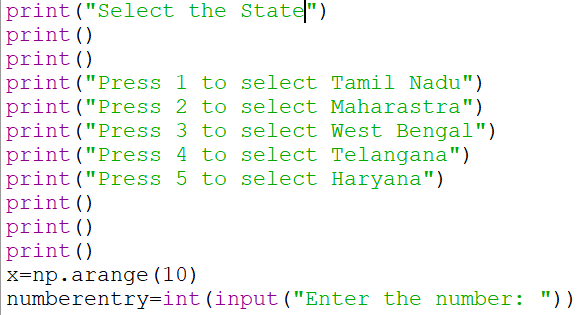 print("Select the State")
print()
print()
print("Press 1 to select Tamil Nadu")
print("Press 2 to select Maharastra")
print("Press 3 to select West Bengal")
print("Press 4 to select Telangana")
print("Press 5 to select Haryana")
print()
print()
print()
x=np.arange(10)
numberentry=int(input("Enter the number: "))